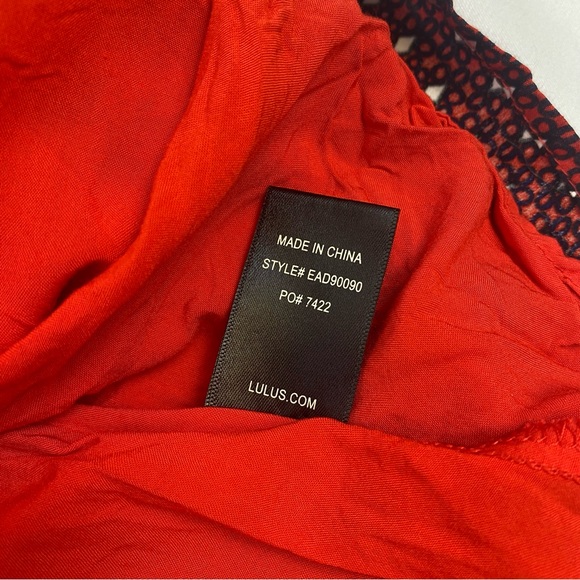 MADE IN CHINA
STYLE# EAD90090
PO# 7422
LULUS.COM